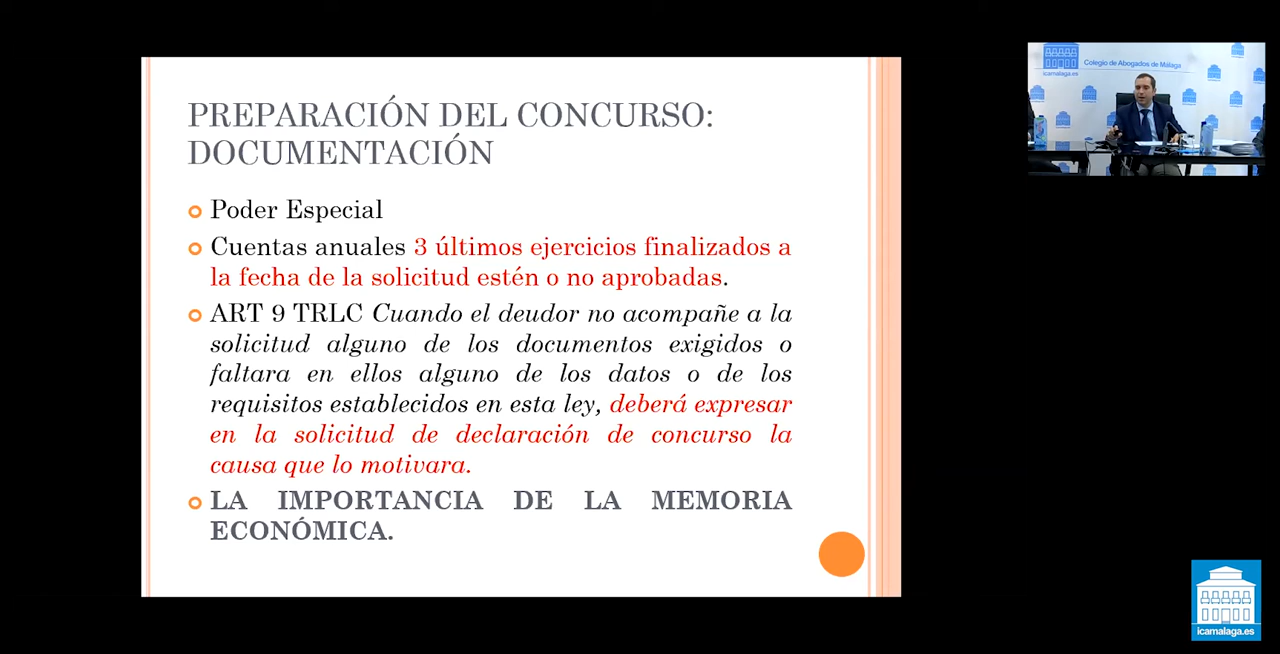 PREPARACIÓN DEL CONCURSO:
DOCUMENTACIÓN
Poder Especial
Cuentas anuales 3 últimos ejercicios finalizados a
la fecha de la solicitud estén o no aprobadas.
ART 9 TRLC Cuando el deudor no acompañe a la
solicitud alguno de los documentos exigidos o
faltara en ellos alguno de los datos o de los
requisitos establecidos en esta ley, deberá expresar
en la solicitud de declaración de concurso la
causa que lo motivara.
LA IMPORTANCIA DE LA MEMORIA
ECONÓMICA.
Colegio de Abogados de Málaga
icamalaga.es
icamalaga.es